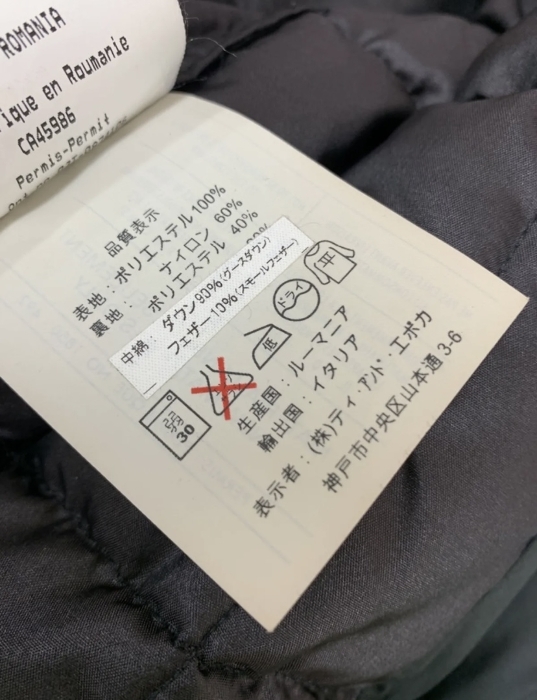 ROMANIA
ique en Roumanie
CA45986
Permis-Permit
品質表示
表地：ポリエステル100%
裏地：ナイロン 60%
ポリエステル 40%
中綿：ダウン90%(グースダウン)
フェザー10%(スモールフェザー)
30
低
ドライ
平
生産国：ルーマニア
輸出国：イタリア
表示者：(株)ティアンド・エポカ
神戸市中央区山本通 3-6